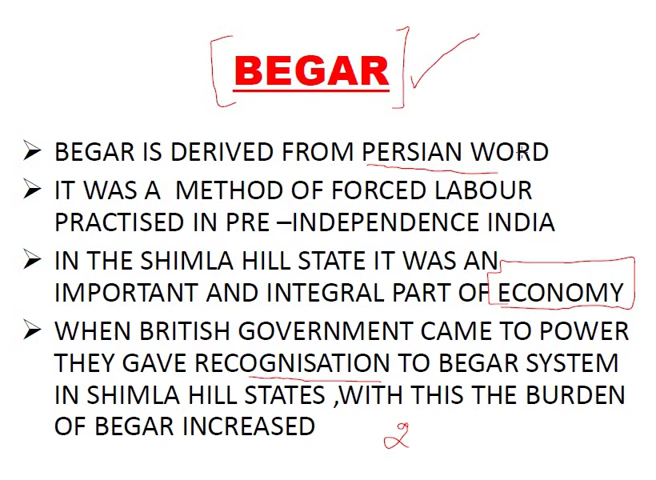 BEGAR
➢ BEGAR IS DERIVED FROM PERSIAN WORD
➢ IT WAS A METHOD OF FORCED LABOUR
PRACTISED IN PRE –INDEPENDENCE INDIA
➢ IN THE SHIMLA HILL STATE IT WAS AN
IMPORTANT AND INTEGRAL PART OF ECONOMY
➢ WHEN BRITISH GOVERNMENT CAME TO POWER
THEY GAVE RECOGNISATION TO BEGAR SYSTEM
IN SHIMLA HILL STATES ,WITH THIS THE BURDEN
OF BEGAR INCREASED